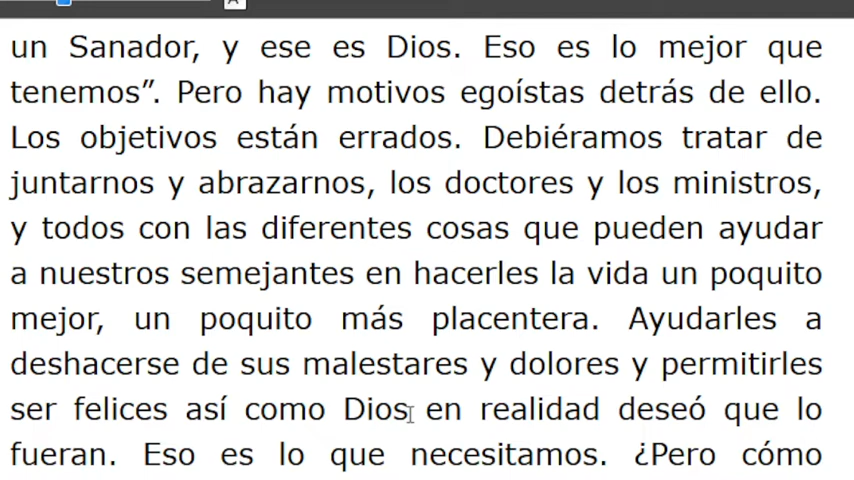 un Sanador, y ese es Dios. Eso es lo mejor que
tenemos”. Pero hay motivos egoístas detrás de ello.
Los objetivos están errados. Debiéramos tratar de
juntarnos y abrazarnos, los doctores y los ministros,
y todos con las diferentes cosas que pueden ayudar
a nuestros semejantes en hacerles la vida un poquito
mejor, un poquito más placentera. Ayudarles a
deshacerse de sus malestares y dolores y permitirles
ser felices así como Dios en realidad deseó que lo
fueran. Eso es lo que necesitamos. ¿Pero cómo